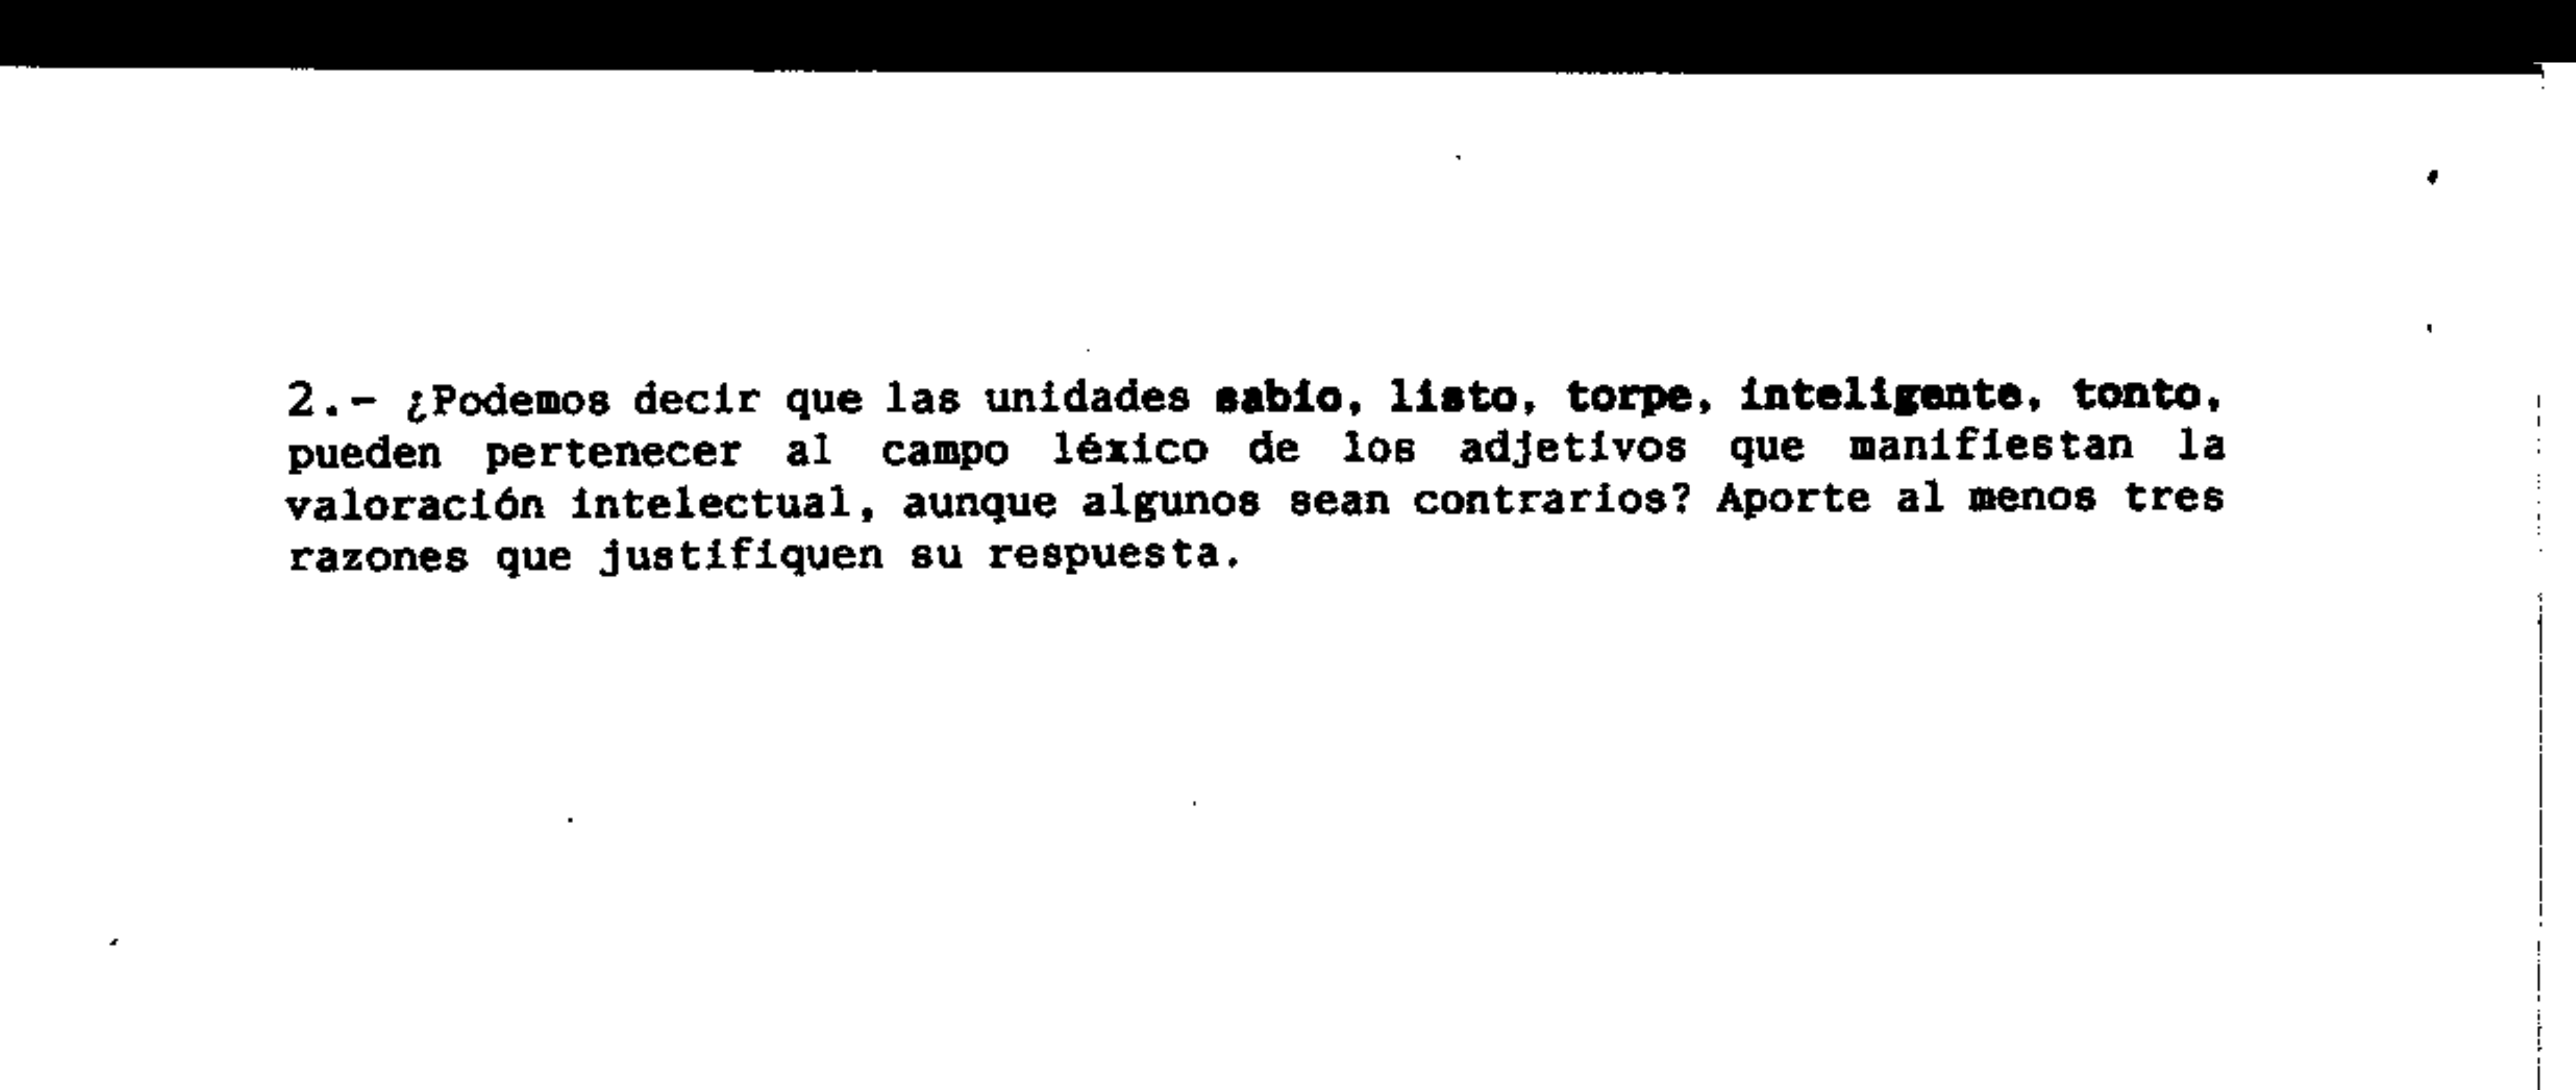 2.- ¿Podemos decir que las unidades sabio, listo, torpe, inteligente, tonto,
pueden pertenecer al campo léxico de los adjetivos que manifiestan la
valoración intelectual, aunque algunos sean contrarios? Aporte al menos tres
razones que justifiquen su respuesta.